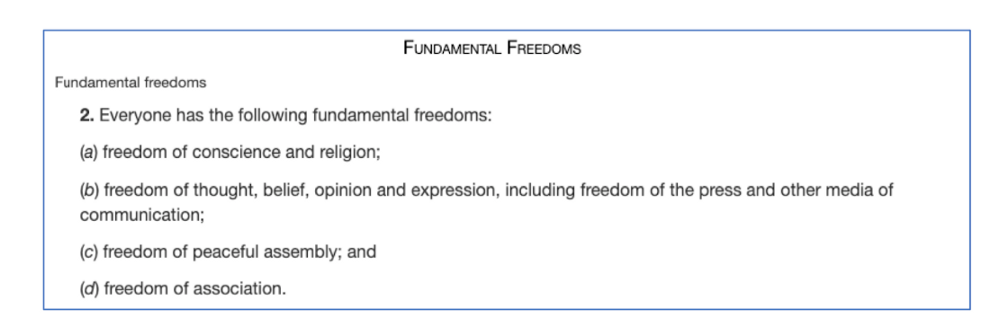 FUNDAMENTAL FREEDOMS
Fundamental freedoms
2. Everyone has the following fundamental freedoms:
(a) freedom of conscience and religion;
(b) freedom of thought, belief, opinion and expression, including freedom of the press and other media of
communication;
(c) freedom of peaceful assembly; and
(d) freedom of association.